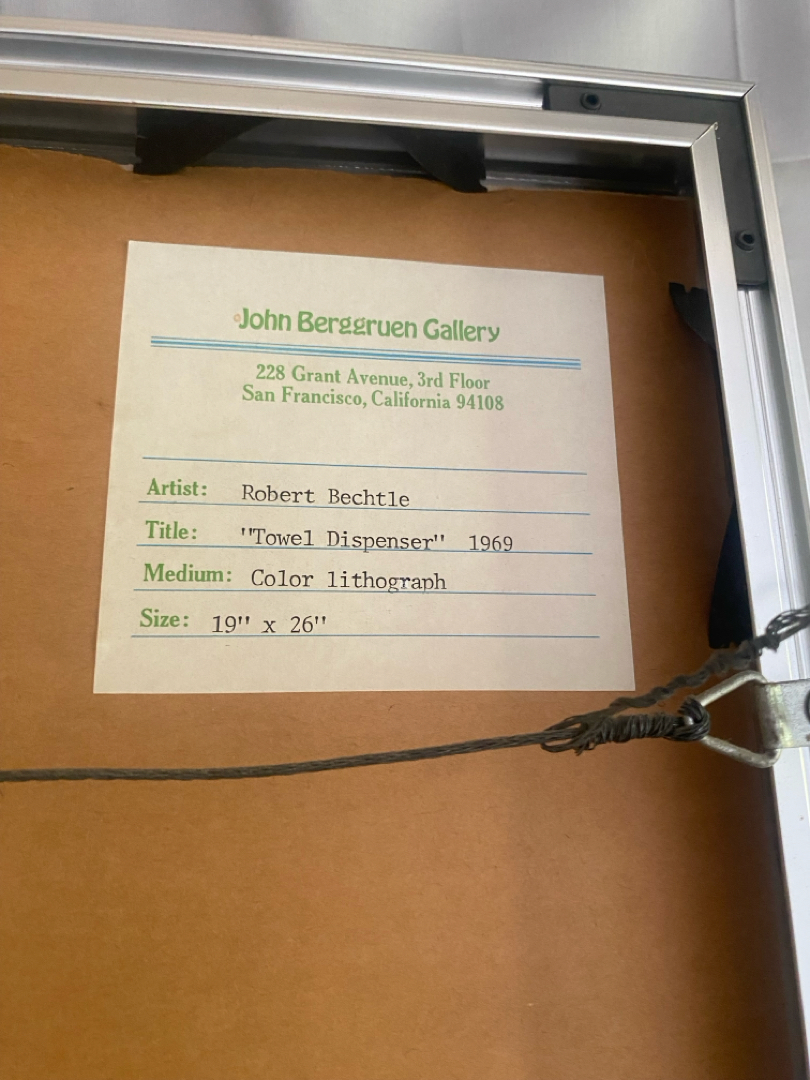 John Berggruen Gallery
228 Grant Avenue, 3rd Floor
San Francisco, California 94108
Artist: Robert Bechtle
Title: "Towel Dispenser" 1969
Medium: Color lithograph
Size: 19" x 26"